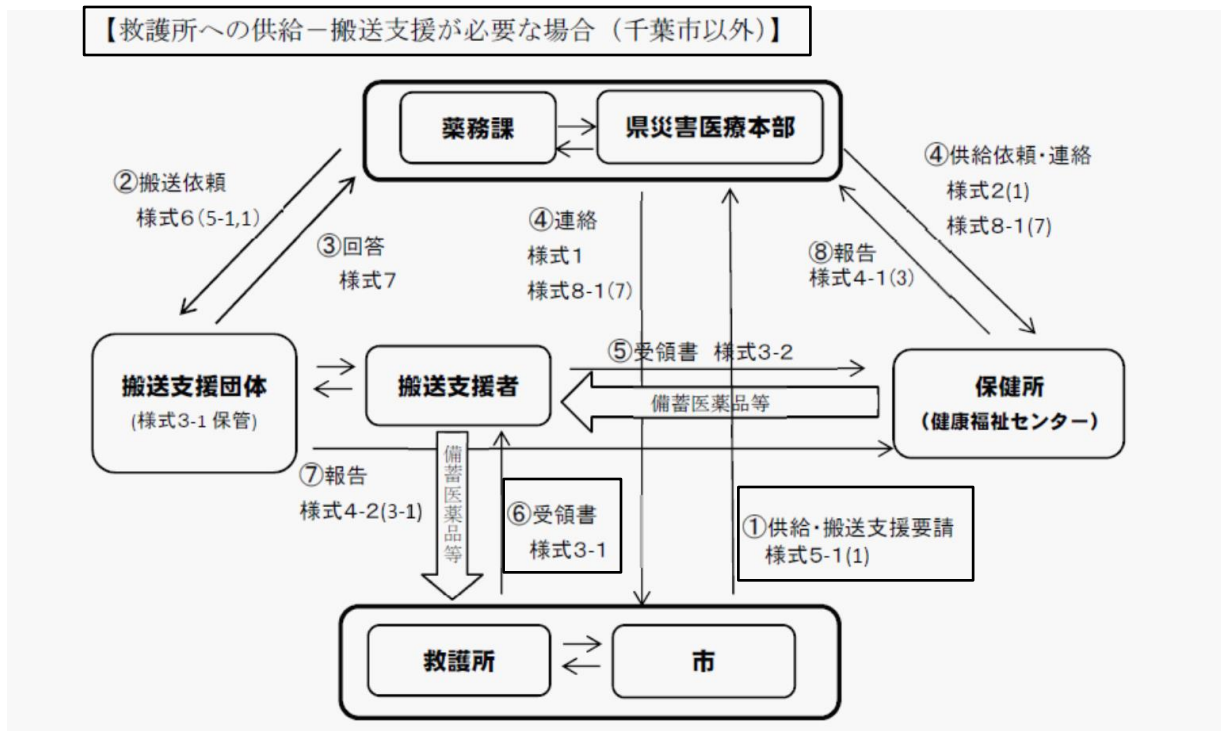 【救護所への供給－搬送支援が必要な場合（千葉市以外）】
薬務課
県災害医療本部
②搬送依頼
様式6(5-1,1)
③回答
様式7
④連絡
様式1
様式8-1(7)
④供給依頼・連絡
様式2(1)
様式8-1(7)
⑧報告
様式4-1(3)
搬送支援団体
(様式3-1 保管)
搬送支援者
⑤受領書 様式3-2
備蓄医薬品等
保健所
（健康福祉センター）
⑦報告
様式4-2(3-1)
備蓄医薬品等
⑥受領書
様式3-1
①供給・搬送支援要請
様式5-1(1)
救護所
市